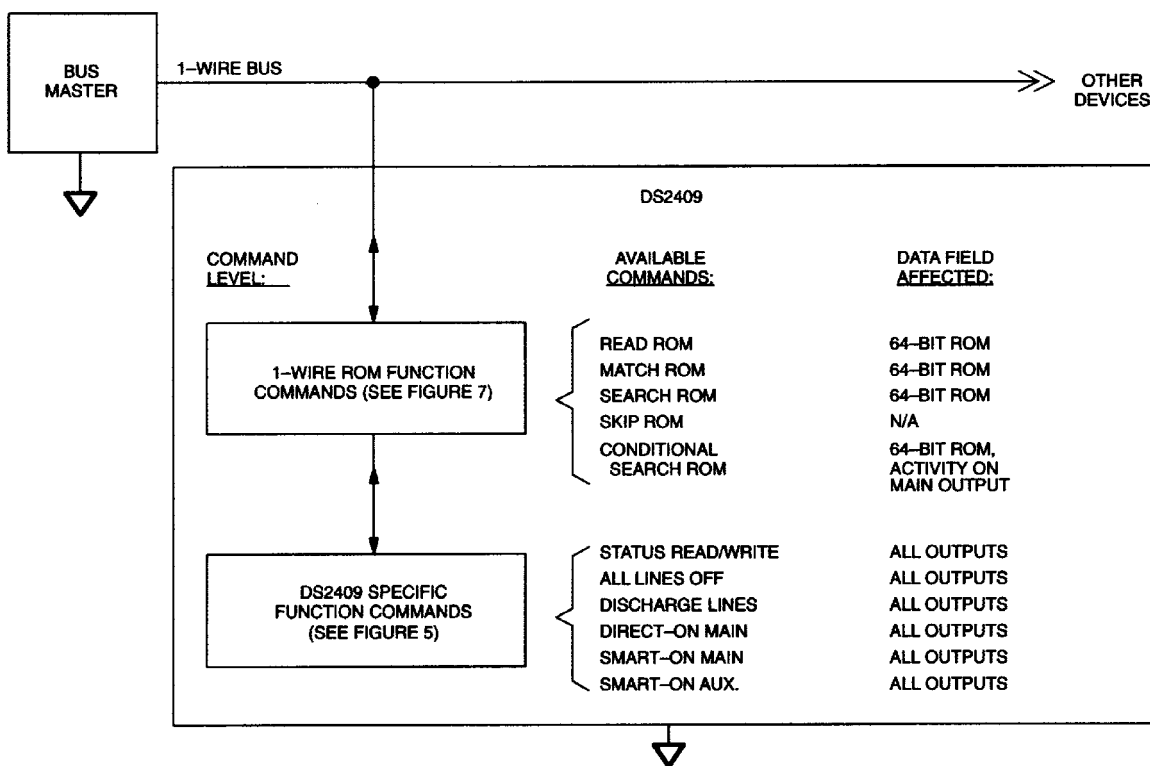 BUS
MASTER
1–WIRE BUS
OTHER
DEVICES
DS2409
COMMAND
LEVEL:
AVAILABLE
COMMANDS:
DATA FIELD
AFFECTED:
1–WIRE ROM FUNCTION
COMMANDS (SEE FIGURE 7)
READ ROM 64–BIT ROM
MATCH ROM 64–BIT ROM
SEARCH ROM 64–BIT ROM
SKIP ROM N/A
CONDITIONAL 64–BIT ROM,
SEARCH ROM ACTIVITY ON
MAIN OUTPUT
DS2409 SPECIFIC
FUNCTION COMMANDS
(SEE FIGURE 5)
STATUS READ/WRITE ALL OUTPUTS
ALL LINES OFF ALL OUTPUTS
DISCHARGE LINES ALL OUTPUTS
DIRECT–ON MAIN ALL OUTPUTS
SMART–ON MAIN ALL OUTPUTS
SMART–ON AUX. ALL OUTPUTS